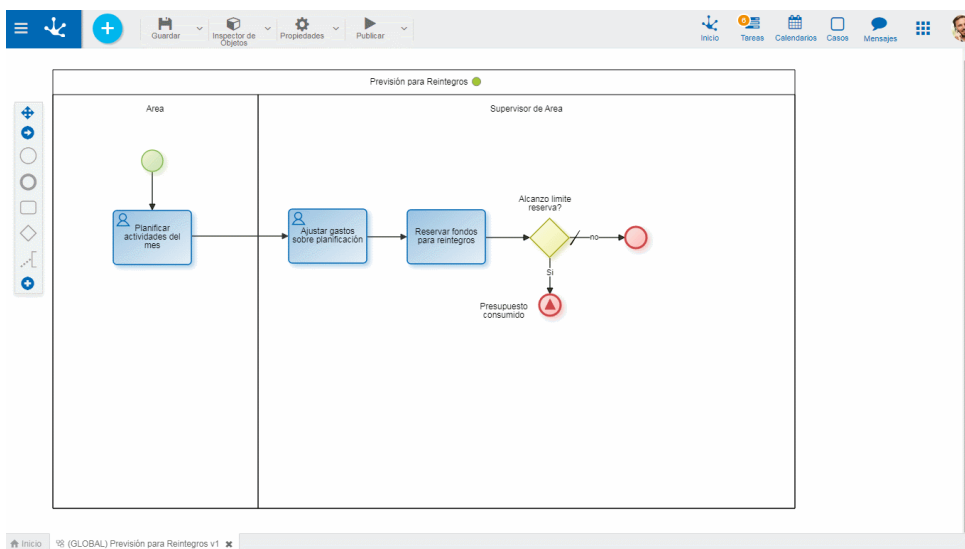 Guardar
Inspector de
Objetos
Propiedades
Publicar
Inicio
6
Tareas
Calendarios
Casos
Mensajes
Previsión para Reintegros
Area
Supervisor de Area
Planificar
actividades del
mes
Ajustar gastos
sobre planificación
Reservar fondos
para reintegros
Alcanzo limite
reserva?
no
Si
Presupuesto
consumido
Inicio
(GLOBAL) Previsión para Reintegros v1